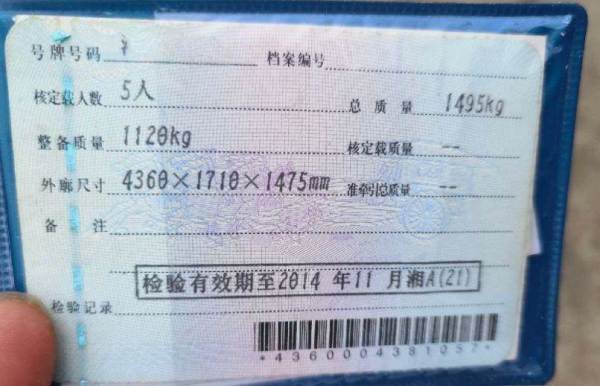 号牌号码 档案编号
核定载人数 5人 总质量 1495kg
整备质量 1120kg 核定载质量 --
外廓尺寸 4360×1710×1475mm 准牵引总质量 --
备注
检验有效期至2014年11月湘A(21)
检验记录
*4360004381052*